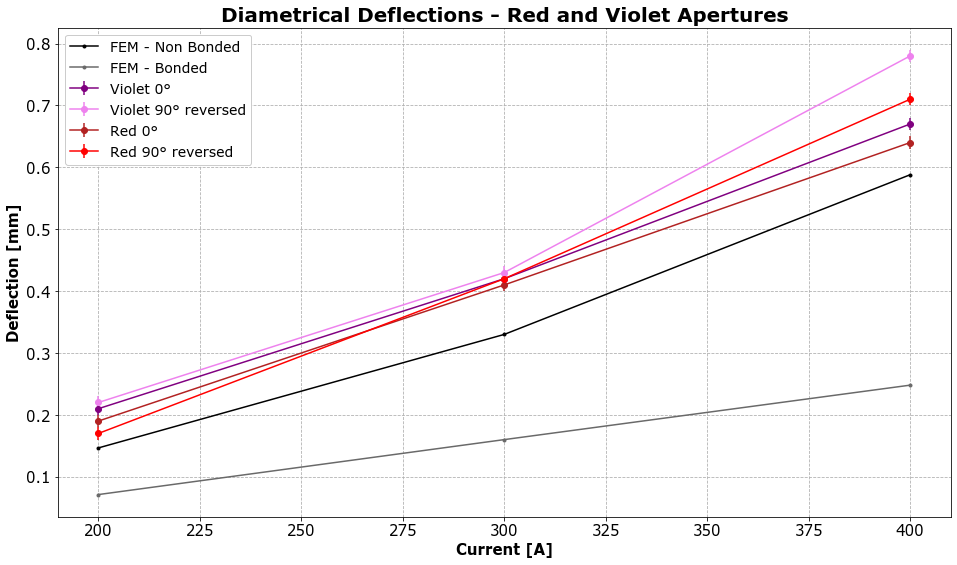 Diametrical Deflections – Red and Violet Apertures
FEM - Non Bonded
FEM - Bonded
Violet 0°
Violet 90° reversed
Red 0°
Red 90° reversed
0.8
0.7
0.6
0.5
0.4
0.3
0.2
0.1
Deflection [mm]
200 225 250 275 300 325 350 375 400
Current [A]